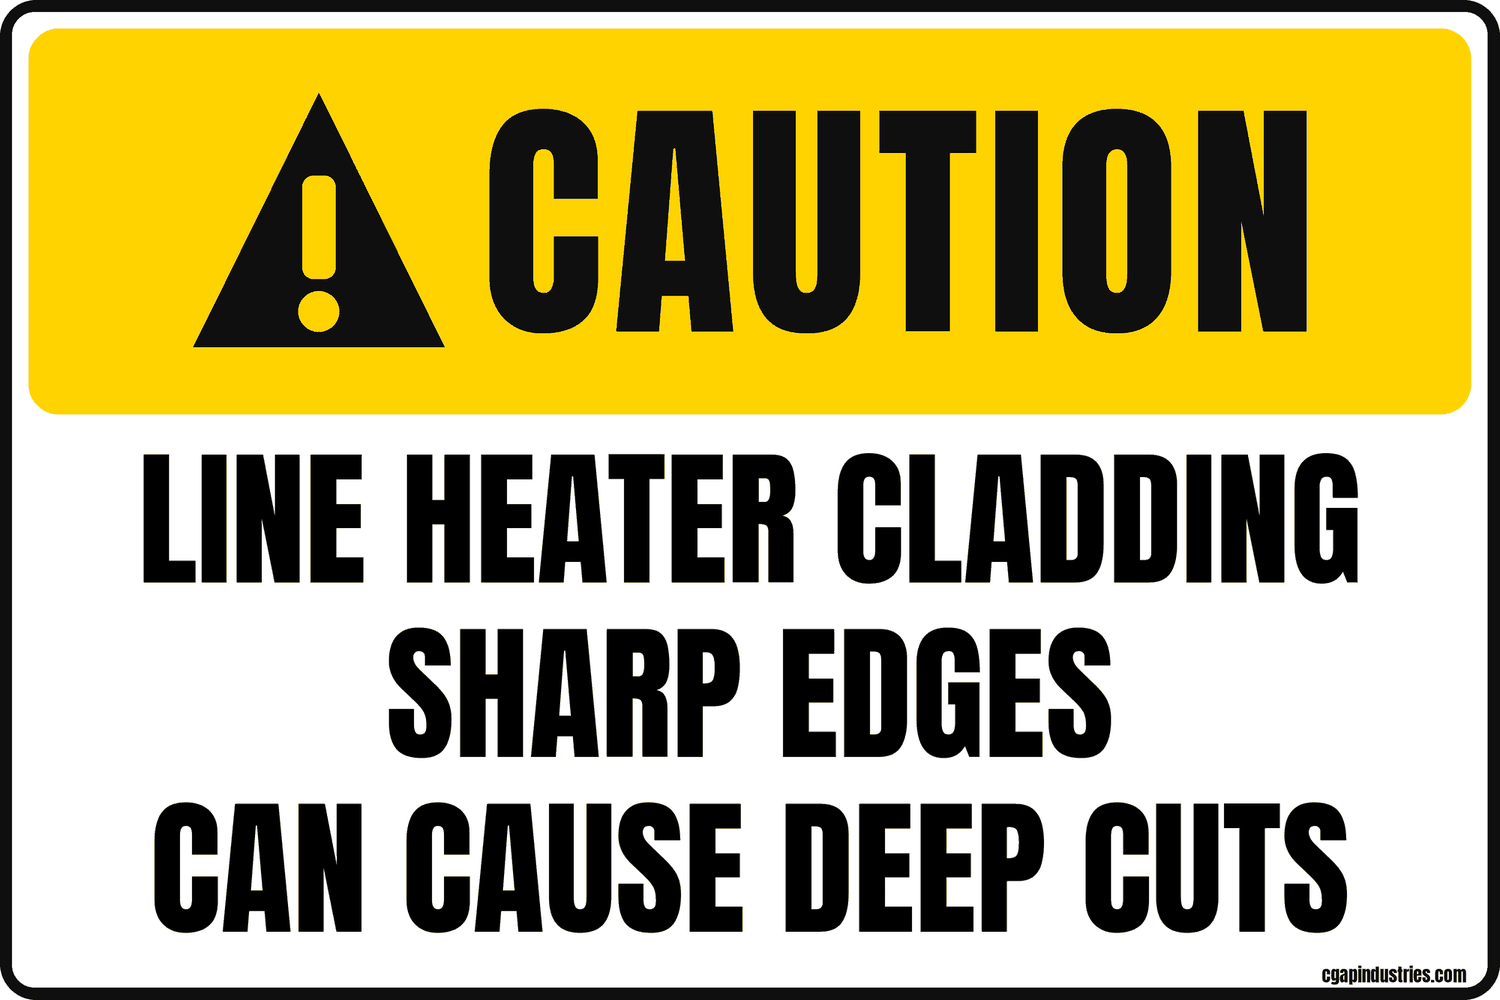 CAUTION
LINE HEATER CLADDING
SHARP EDGES
CAN CAUSE DEEP CUTS
cgapindustries.com